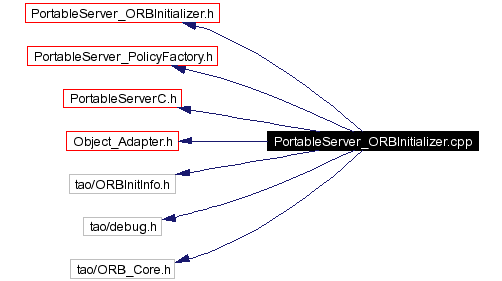 PortableServer_ORBInitializer.h
PortableServer_PolicyFactory.h
PortableServerC.h
Object_Adapter.h
PortableServer_ORBInitializer.cpp
tao/ORBInitInfo.h
tao/debug.h
tao/ORB_Core.h